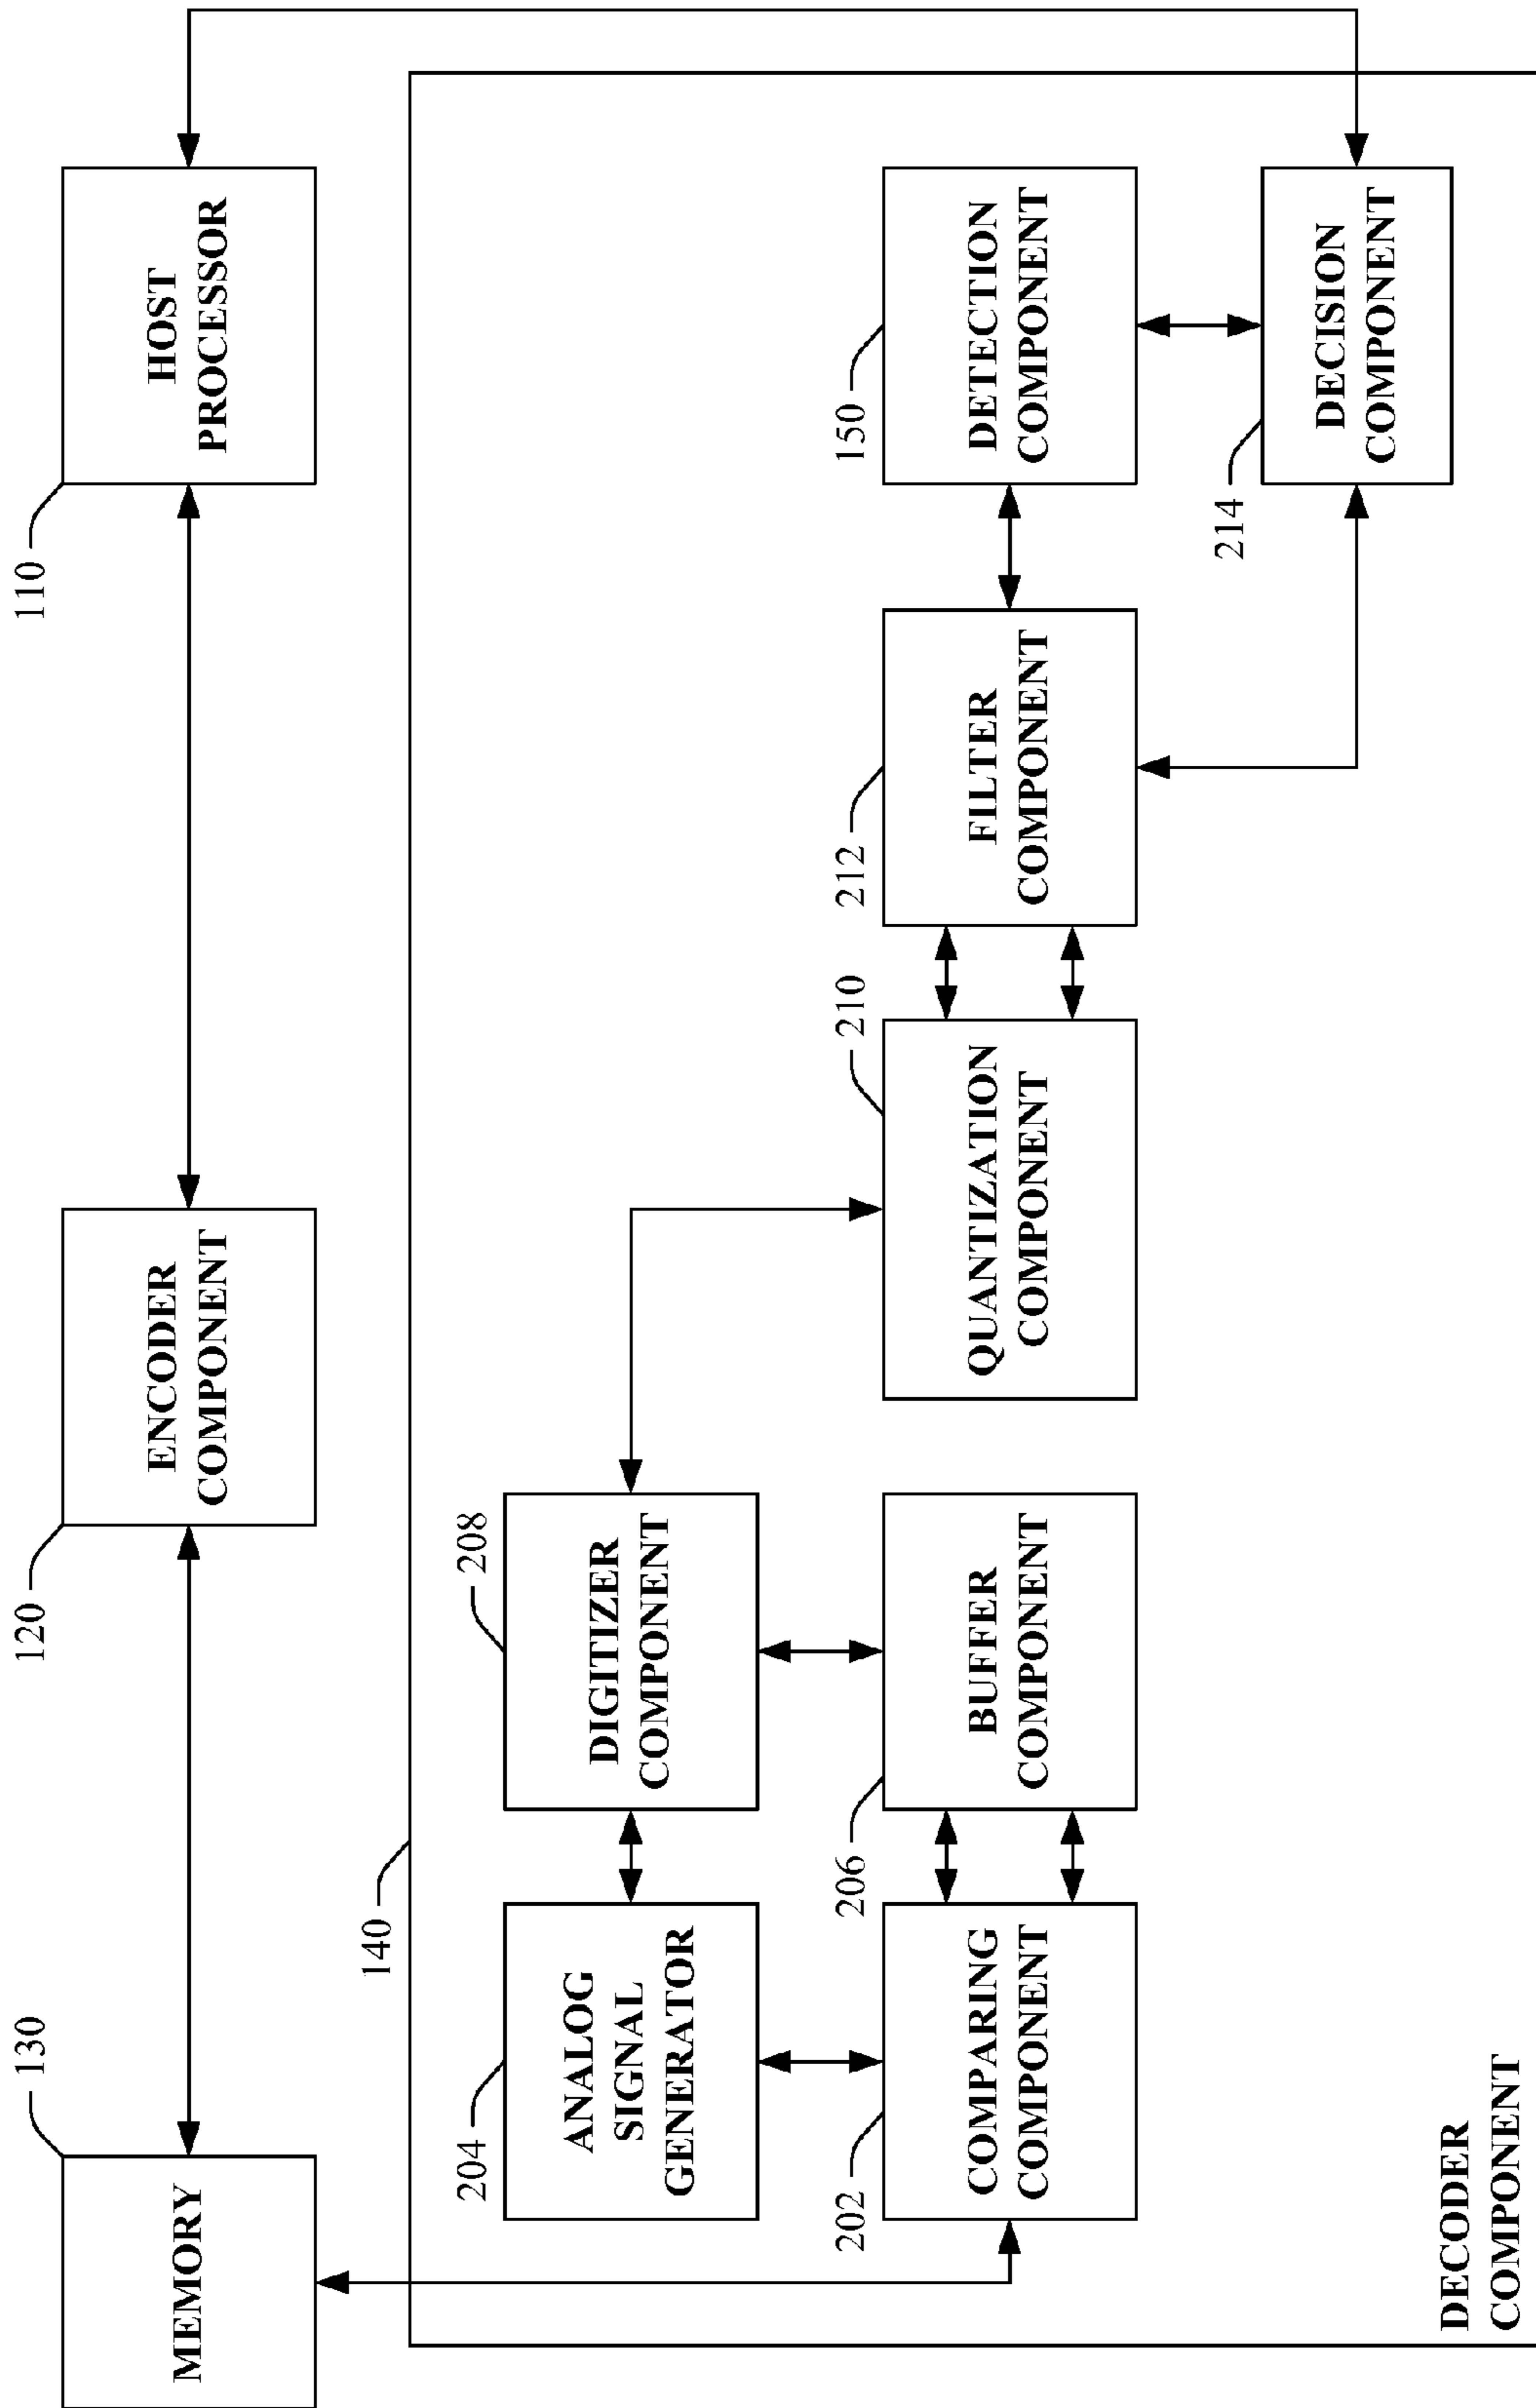 130
MEMORY
120
ENCODER
COMPONENT
110
HOST
PROCESSOR
140
204
ANALOG
SIGNAL
GENERATOR
208
DIGITIZER
COMPONENT
202
COMPARING
COMPONENT
206
BUFFER
COMPONENT
210
QUANTIZATION
COMPONENT
212
FILTER
COMPONENT
150
DETECTION
COMPONENT
214
DECISION
COMPONENT
DECODER
COMPONENT